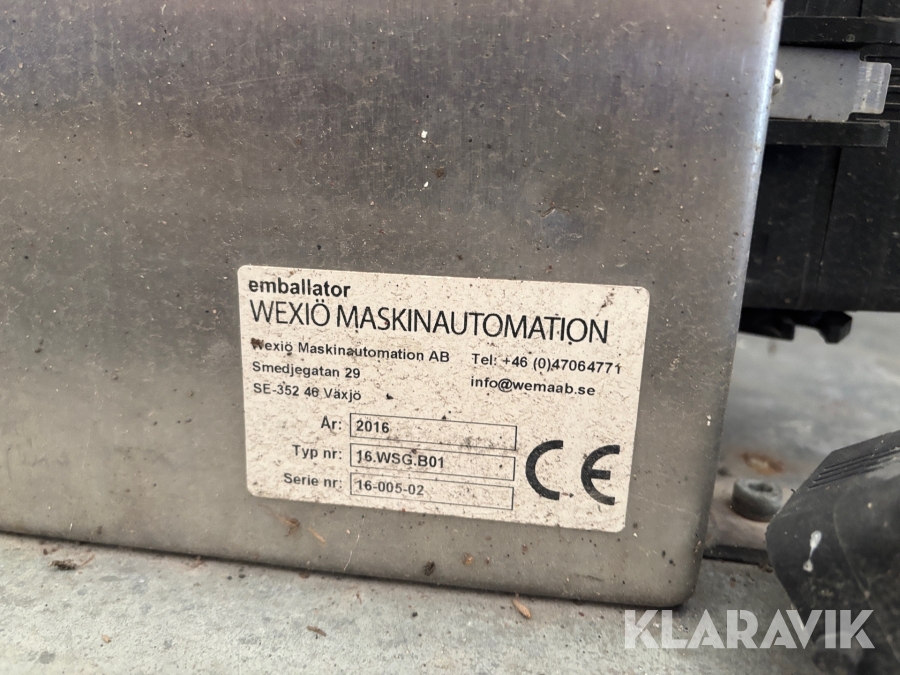 emballator
WEXIÖ MASKINAUTOMATION
Wexiö Maskinautomation AB
Smedjegatan 29
SE-352 46 Växjö
Tel: +46 (0)47064771
info@wemaab.se
År: 2016
Typ nr: 16.WSG.B01
Serie nr: 16-005-02
CE
KLARAVIK